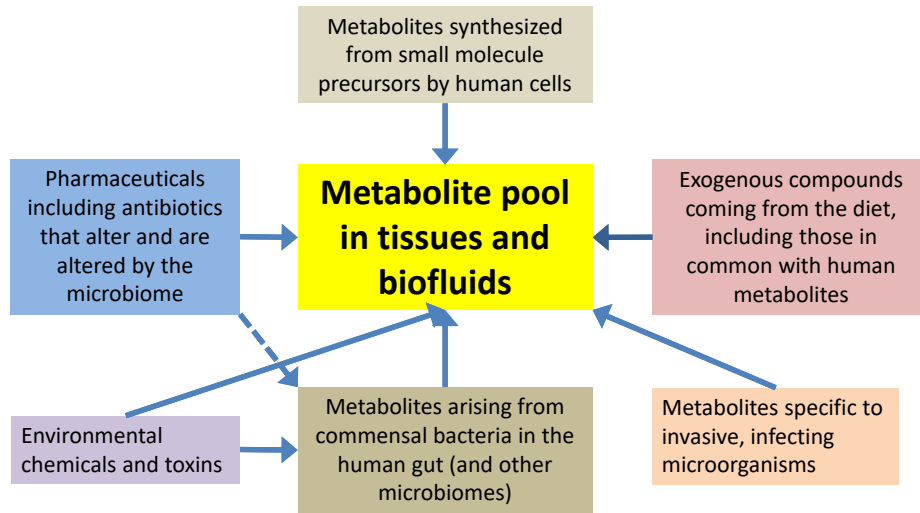 Metabolites synthesized
from small molecule
precursors by human cells
Pharmaceuticals
including antibiotics
that alter and are
altered by the
microbiome
Metabolite pool
in tissues and
biofluids
Exogenous compounds
coming from the diet,
including those in
common with human
metabolites
Environmental
chemicals and toxins
Metabolites arising from
commensal bacteria in the
human gut (and other
microbiomes)
Metabolites specific to
invasive, infecting
microorganisms